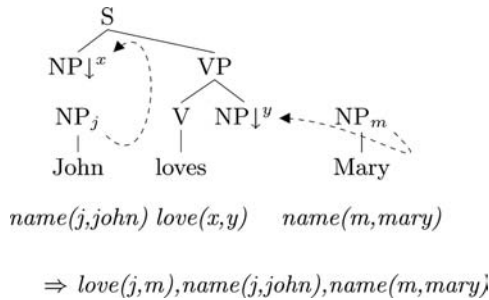 S
NP↓x VP
NPj V NP↓y NPm
John loves Mary
name(j,john) love(x,y) name(m,mary)
⇒ love(j,m),name(j,john),name(m,mary)